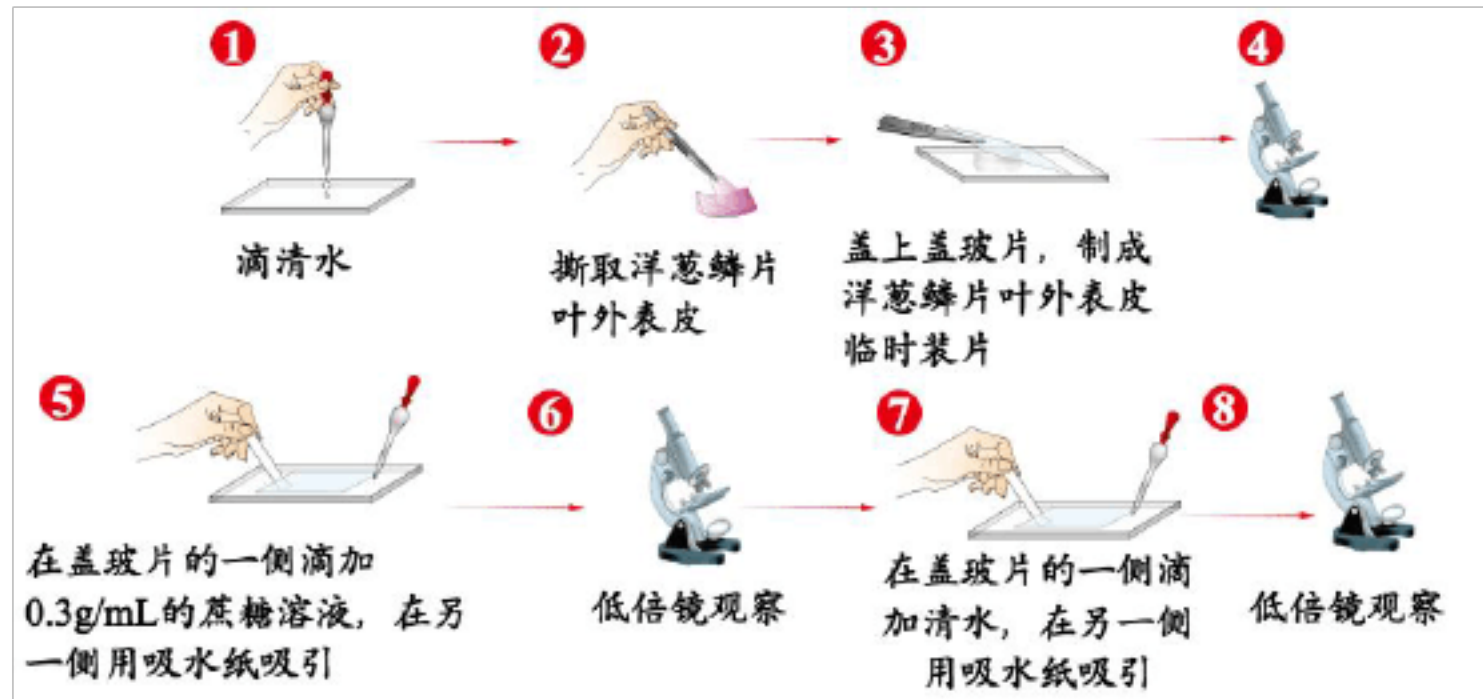 1
2
3
4
滴清水
撕取洋葱鳞片
叶外表皮
盖上盖玻片，制成
洋葱鳞片叶外表皮
临时装片
5
6
7
8
在盖玻片的一侧滴加
0.3g/mL的蔗糖溶液，在另
一侧用吸水纸吸引
低倍镜观察
在盖玻片的一侧滴
加清水，在另一侧
用吸水纸吸引
低倍镜观察